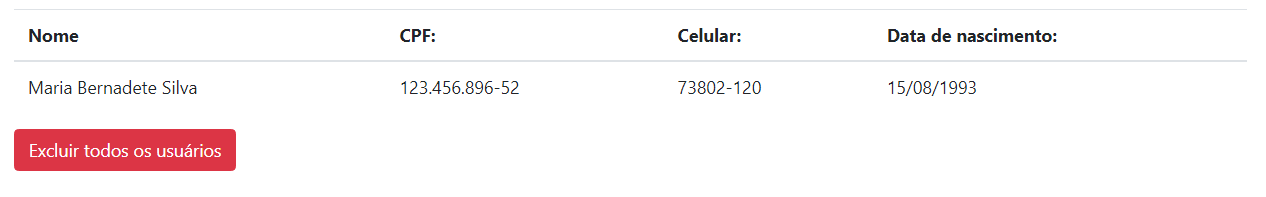 Nome CPF: Celular: Data de nascimento:
Maria Bernadete Silva 123.456.896-52 73802-120 15/08/1993
Excluir todos os usuários